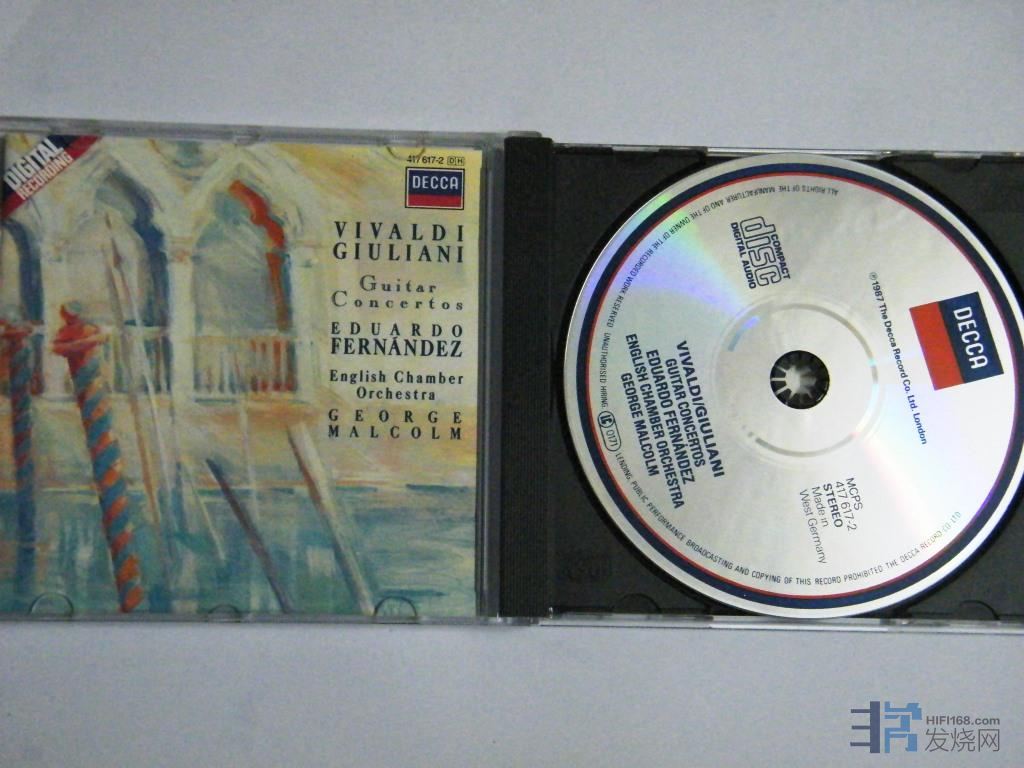 DIGITAL
RECORDING
417 617-2 DH
DECCA
VIVALDI
GIULIANI
Guitar
Concertos
EDUARDO
FERNÁNDEZ
English Chamber
Orchestra
GEORGE
MALCOLM
ALL RIGHTS OF THE MANUFACTURER AND OF THE OWNER OF THE RECORDED WORK RESERVED UNAUTHORISED HIRING LENDING, PUBLIC PERFORMANCE BROADCASTING AND COPYING OF THIS RECORD PROHIBITED THE DECCA RECORD CO LTD
COMPACT
disc
DIGITAL AUDIO
℗1987 The Decca Record Co. Ltd. London
DECCA
VIVALDI/GIULIANI
GUITAR CONCERTOS
EDUARDO FERNÁNDEZ
ENGLISH CHAMBER ORCHESTRA
GEORGE MALCOLM
LC 0171
MCPS
417 617-2
STEREO
Made in
West Germany
HIFI168.com
发烧网